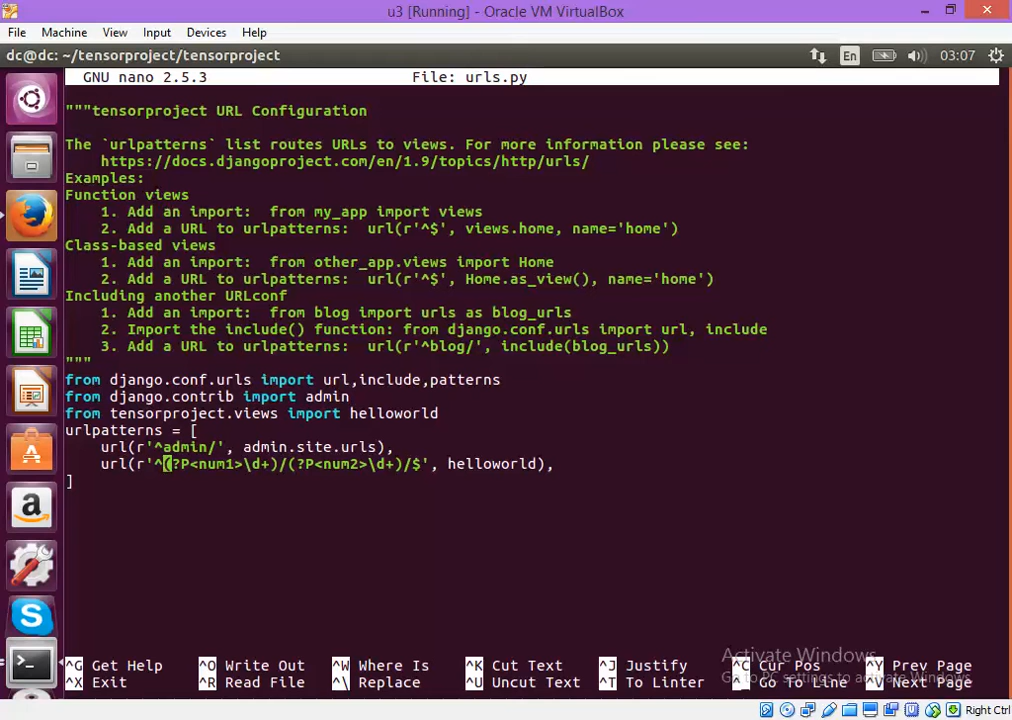 u3 [Running] - Oracle VM VirtualBox
File Machine View Input Devices Help
dc@dc: ~/tensorproject/tensorproject En 03:07
GNU nano 2.5.3 File: urls.py
"""tensorproject URL Configuration
The `urlpatterns` list routes URLs to views. For more information please see:
    https://docs.djangoproject.com/en/1.9/topics/http/urls/
Examples:
Function views
    1. Add an import:  from my_app import views
    2. Add a URL to urlpatterns:  url(r'^$', views.home, name='home')
Class-based views
    1. Add an import:  from other_app.views import Home
    2. Add a URL to urlpatterns:  url(r'^$', Home.as_view(), name='home')
Including another URLconf
    1. Add an import:  from blog import urls as blog_urls
    2. Import the include() function: from django.conf.urls import url, include
    3. Add a URL to urlpatterns:  url(r'^blog/', include(blog_urls))
"""
from django.conf.urls import url,include,patterns
from django.contrib import admin
from tensorproject.views import helloworld
urlpatterns = [
    url(r'^admin/', admin.site.urls),
    url(r'^(?P<num1>\d+)/(?P<num2>\d+)/$', helloworld),
]
^G Get Help ^O Write Out ^W Where Is ^K Cut Text ^J Justify ^C Cur Pos ^Y Prev Page
^X Exit ^R Read File ^\ Replace ^U Uncut Text ^T To Linter ^_ Go To Line ^V Next Page
Activate Windows
Go to PC settings to activate Windows.
Right Ctrl